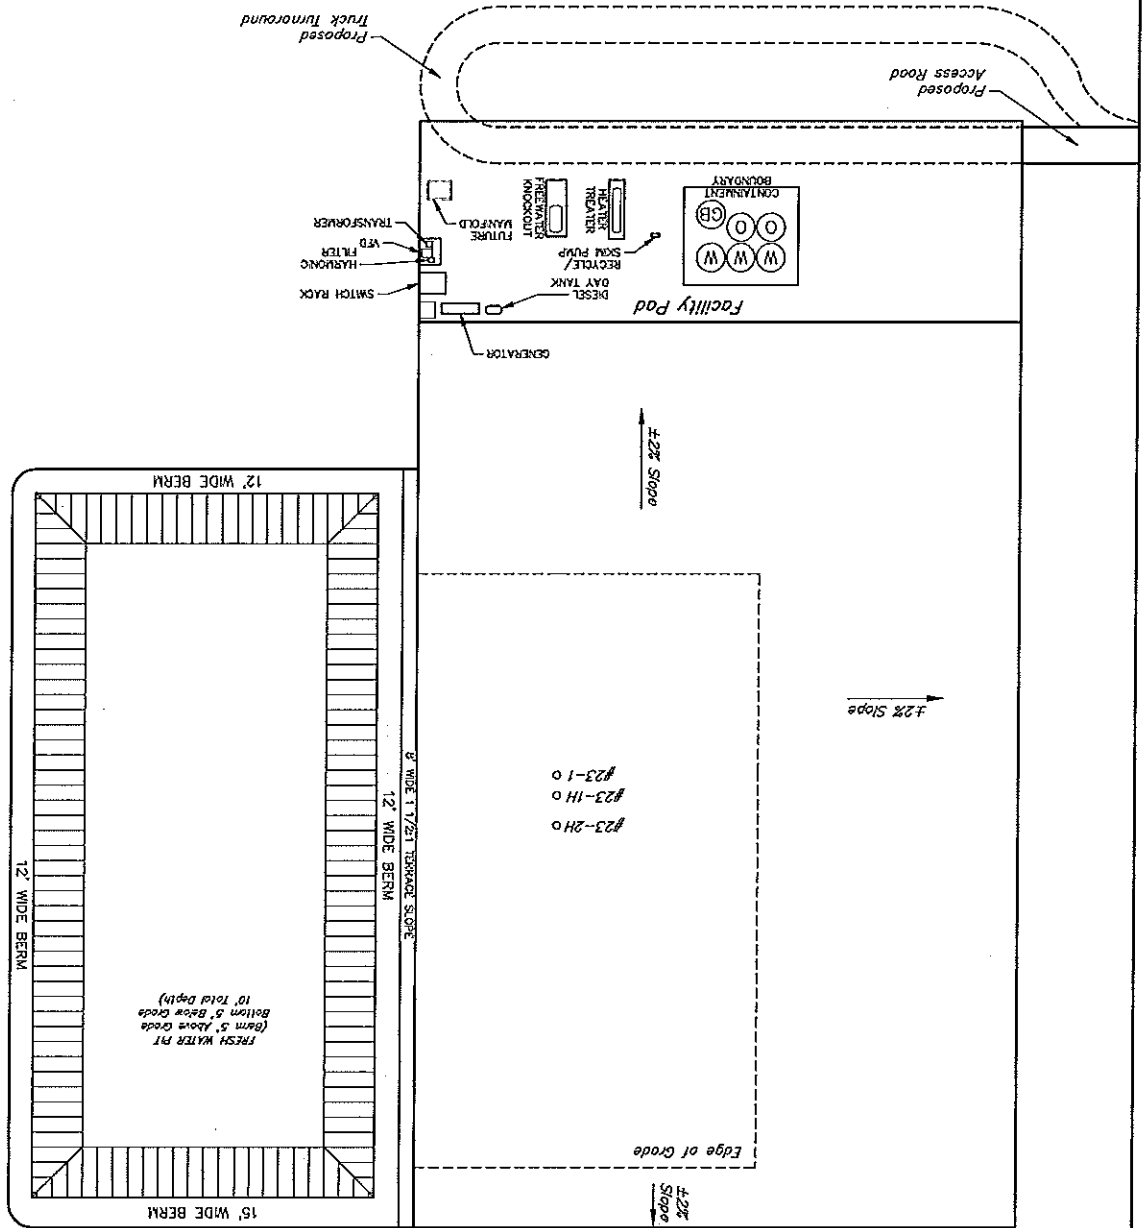 Proposed
Truck Turnaround
Proposed
Access Road
CONTAINMENT
BOUNDARY
GB
O
O
W
W
W
HEATER
TREATER
FREEWATER
KNOCKOUT
FUTURE
MANIFOLD
TRANSFORMER
VFD
HARMONIC
FILTER
SWITCH RACK
RECYCLE/
SKIM PUMP
DIESEL
DAY TANK
Facility Pad
GENERATOR
±2% Slope
12' WIDE BERM
±2% Slope
#23-1
#23-1H
#23-2H
8' WIDE 1 1/2:1 TERRACE SLOPE
12' WIDE BERM
12' WIDE BERM
FRESH WATER PIT
(Berm 5' Above Grade
Bottom 5' Below Grade
10' Total Depth)
Edge of Grade
±2%
Slope
15' WIDE BERM